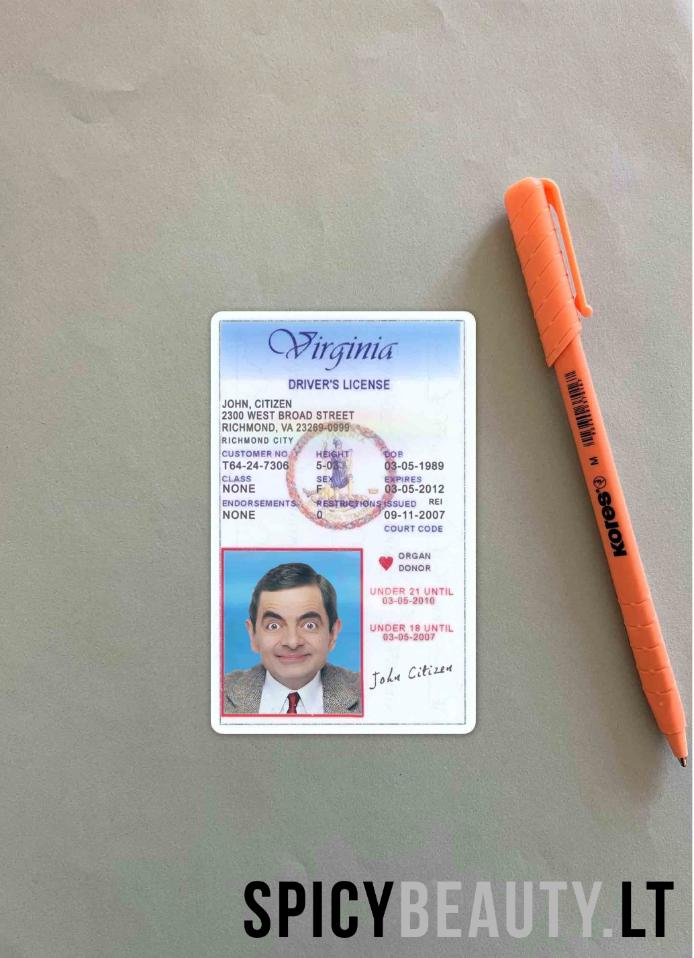 Virginia
DRIVER'S LICENSE
JOHN, CITIZEN
2300 WEST BROAD STREET
RICHMOND, VA 23269-0999
RICHMOND CITY
CUSTOMER NO. HEIGHT DOB
T64-24-7306 5-03 03-05-1989
CLASS SEX EXPIRES
NONE F 03-05-2012
ENDORSEMENTS RESTRICTIONS ISSUED REI
NONE 0 09-11-2007
COURT CODE
ORGAN
DONOR
UNDER 21 UNTIL
03-05-2010
UNDER 18 UNTIL
03-05-2007
John Citizen
Kores
M
SPICYBEAUTY.LT